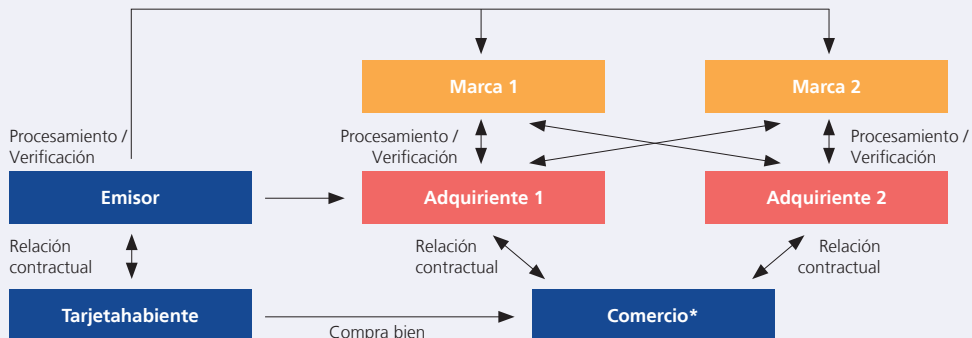 Marca 1
Marca 2
Procesamiento /
Verificación
Procesamiento /
Verificación
Procesamiento /
Verificación
Emisor
Adquiriente 1
Adquiriente 2
Relación
contractual
Relación
contractual
Relación
contractual
Tarjetahabiente
Comercio*
Compra bien